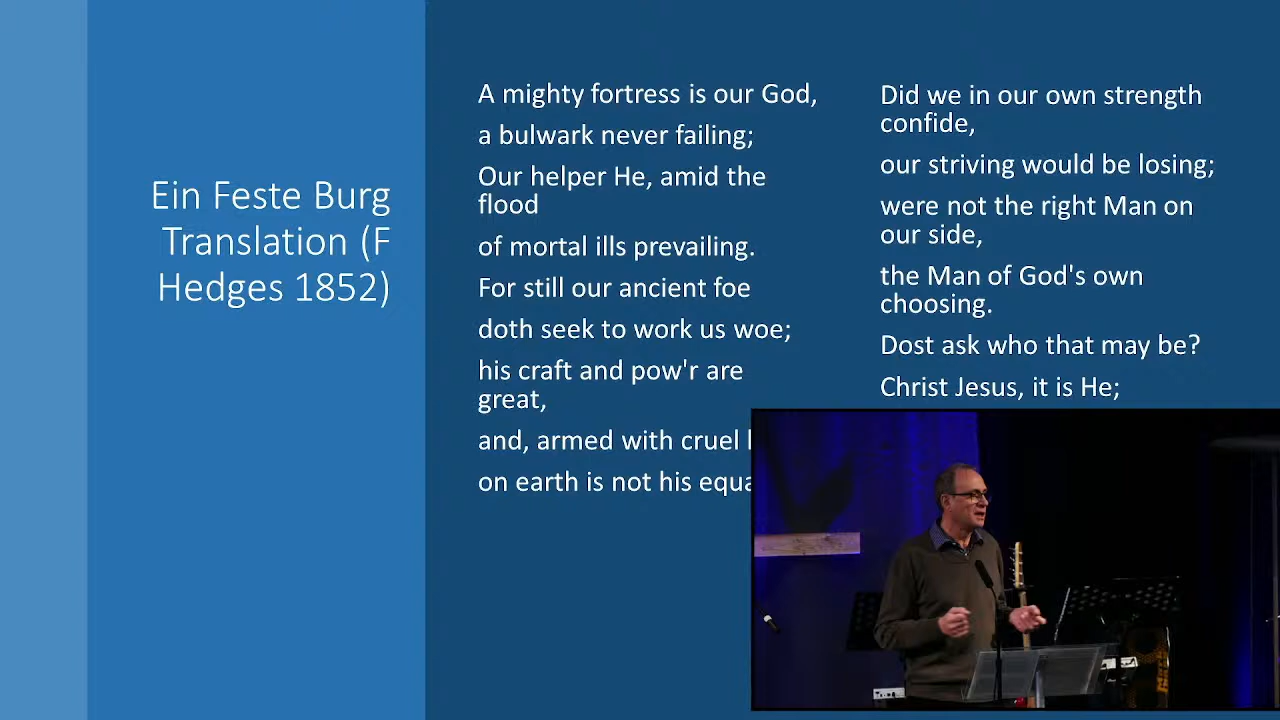 Ein Feste Burg
Translation (F
Hedges 1852)
A mighty fortress is our God,
a bulwark never failing;
Our helper He, amid the
flood
of mortal ills prevailing.
For still our ancient foe
doth seek to work us woe;
his craft and pow'r are
great,
and, armed with cruel
on earth is not his
Did we in our own strength
confide,
our striving would be losing;
were not the right Man on
our side,
the Man of God's own
choosing.
Dost ask who that may be?
Christ Jesus, it is He;